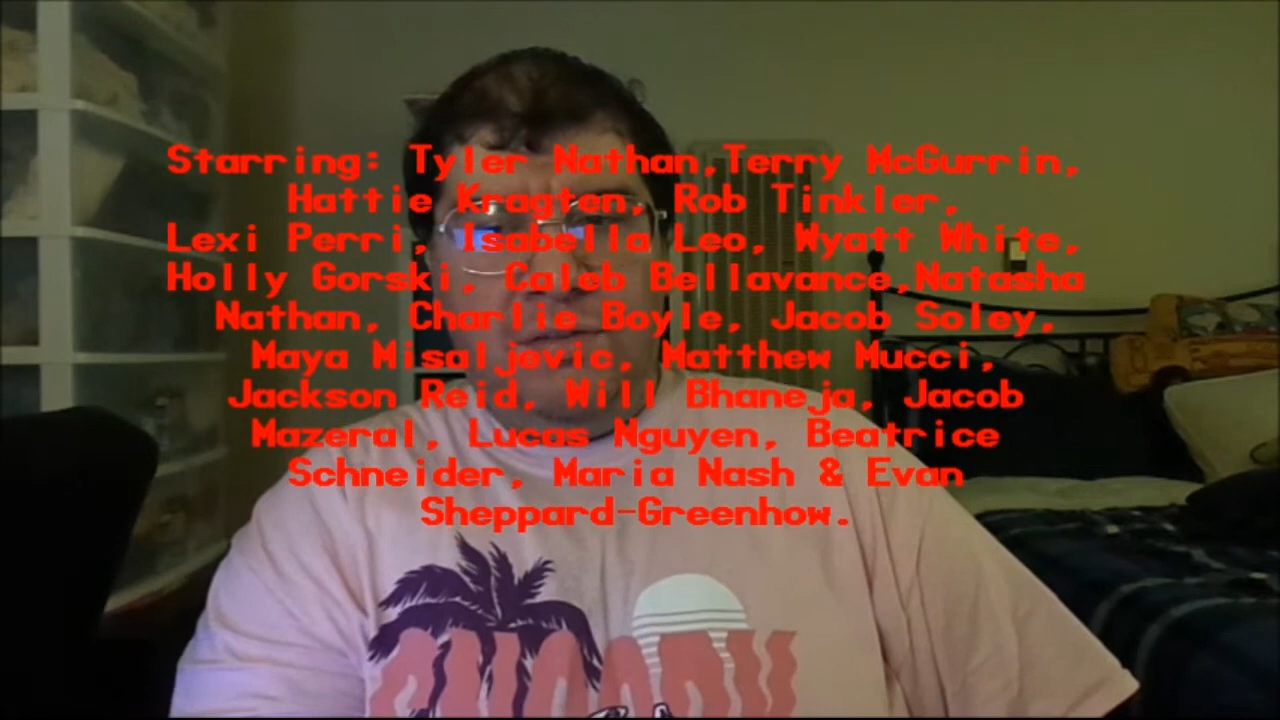 Starring: Tyler Nathan,Terry McGurrin,
Hattie Kragten, Rob Tinkler,
Lexi Perri, Isabella Leo, Wyatt White,
Holly Gorski, Caleb Bellavance,Natasha
Nathan, Charlie Boyle, Jacob Soley,
Maya Misaljevic, Matthew Mucci,
Jackson Reid, Will Bhaneja, Jacob
Mazeral, Lucas Nguyen, Beatrice
Schneider, Maria Nash & Evan
Sheppard-Greenhow.
SNOOPY